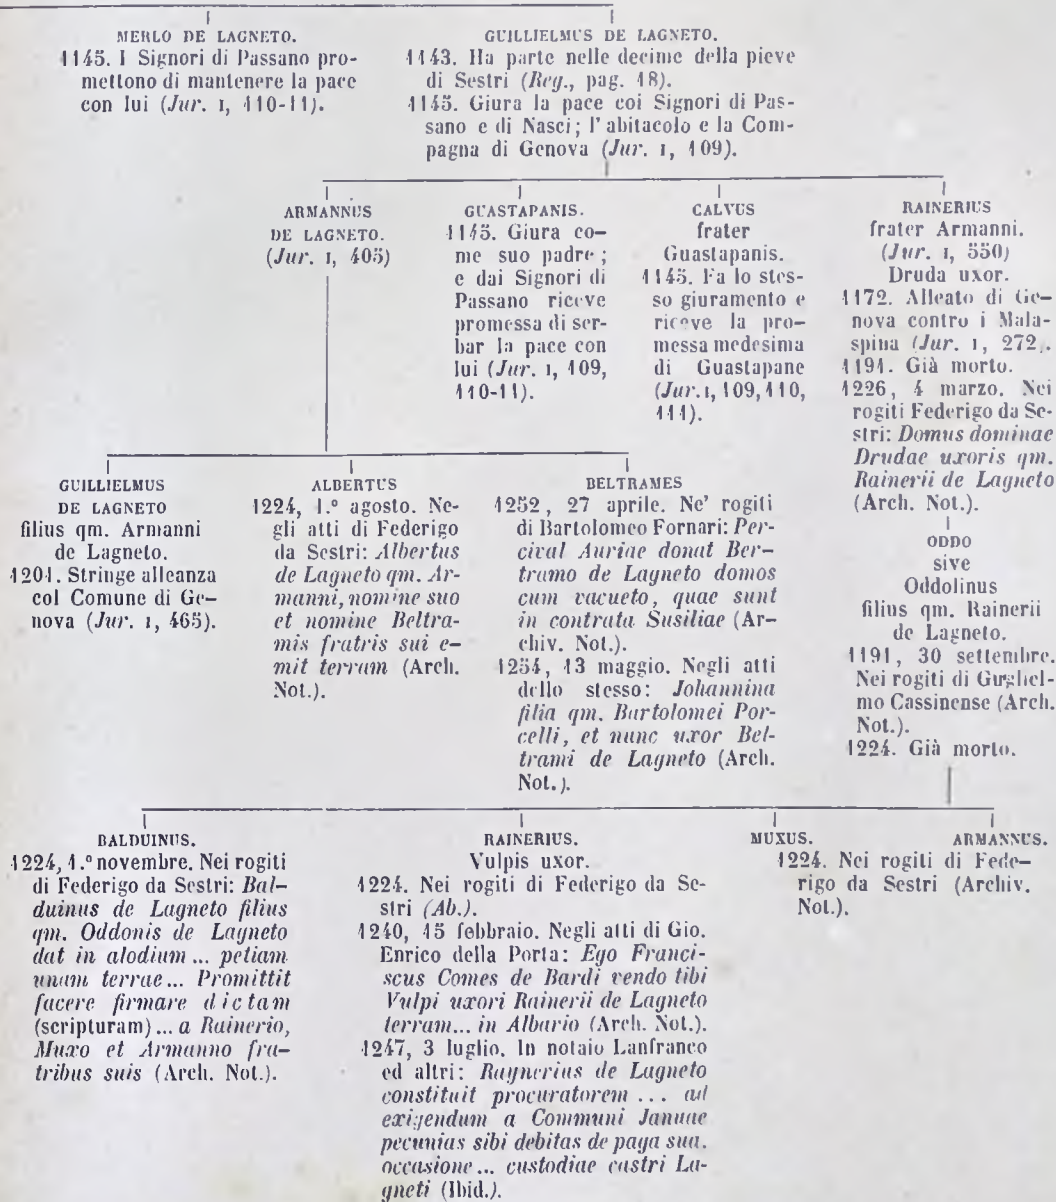 MERLO DE LAGNETO.
1145. I Signori di Passano pro-
mettono di mantenere la pace
con lui (Jur. I, 110-11).
GUILLIELMUS DE LAGNETO.
1143. Ha parte nelle decime della pieve
di Sestri (Reg., pag. 18).
1145. Giura la pace coi Signori di Pas-
sano e di Nasci; l'abitacolo e la Com-
pagna di Genova (Jur. I, 109).
ARMANNUS
DE LAGNETO.
(Jur. I, 405)
GUASTAPANIS.
1145. Giura co-
me suo padre;
e dai Signori di
Passano riceve
promessa di ser-
bar la pace con
lui (Jur. I, 109,
110-11).
CALVUS
frater
Guastapanis.
1145. Fa lo stes-
so giuramento e
riceve la pro-
messa medesima
di Guastapane
(Jur. I, 109, 110,
111).
RAINERIUS
frater Armanni.
(Jur. I, 550)
Druda uxor.
1172. Alleato di Ge-
nova contro i Mala-
spina (Jur. I, 272).
1191. Già morto.
1226, 4 marzo. Nei
rogiti Federigo da Se-
stri: Domus dominae
Drudae uxoris qm.
Rainerii de Lagneto
(Arch. Not.).
GUILLIELMUS
DE LAGNETO
filius qm. Armanni
de Lagneto.
1201. Stringe alleanza
col Comune di Ge-
nova (Jur. I, 465).
ALBERTUS
1224, 1.º agosto. Ne-
gli atti di Federigo
da Sestri: Albertus
de Lagneto qm. Ar-
manni, nomine suo
et nomine Beltra-
mis fratris sui e-
mit terram (Arch.
Not.).
BELTRAMES
1252, 27 aprile. Ne' rogiti
di Bartolomeo Fornari: Per-
cival Auriae donat Ber-
tramo de Lagneto domos
cum vacueto, quae sunt
in contrata Susiliae (Ar-
chiv. Not.).
1254, 13 maggio. Negli atti
dello stesso: Johannina
filia qm. Bartolomei Por-
celli, et nunc uxor Bel-
trami de Lagneto (Arch.
Not.).
ODDO
sive
Oddolinus
filius qm. Rainerii
de Lagneto.
1191, 30 settembre.
Nei rogiti di Guglel-
mo Cassinense (Arch.
Not.).
1224. Già morto.
BALDUINUS.
1224, 1.º novembre. Nei rogiti
di Federigo da Sestri: Bal-
duinus de Lagneto filius
qm. Oddonis de Lagneto
dat in alodium ... petiam
unam terrae ... Promittit
facere firmare dictam
(scripturam) ... a Rainerio,
Muxo et Armanno fra-
tribus suis (Arch. Not.).
RAINERIUS.
Vulpis uxor.
1224. Nei rogiti di Federigo da Se-
stri (Ab.).
1240, 15 febbraio. Negli atti di Gio.
Enrico della Porta: Ego Franci-
scus Comes de Bardi vendo tibi
Vulpi uxori Rainerii de Lagneto
terram... in Albario (Arch. Not.).
1247, 3 luglio. In notaio Lanfranco
ed altri: Raynerius de Lagneto
constituit procuratorem ... ad
exigendum a Communi Januae
pecunias sibi debitas de paga sua.
occasione ... custodiae castri La-
gneti (Ibid.).
MUXUS.
ARMANNUS.
1224. Nei rogiti di Fede-
rigo da Sestri (Archiv.
Not.).